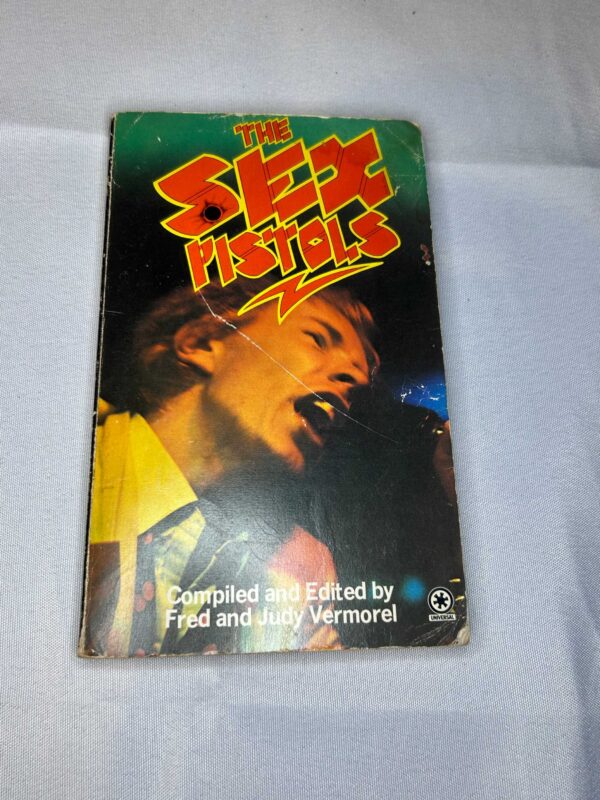 THE
SEX
PISTOLS
Compiled and Edited by
Fred and Judy Vermorel
UNIVERSAL